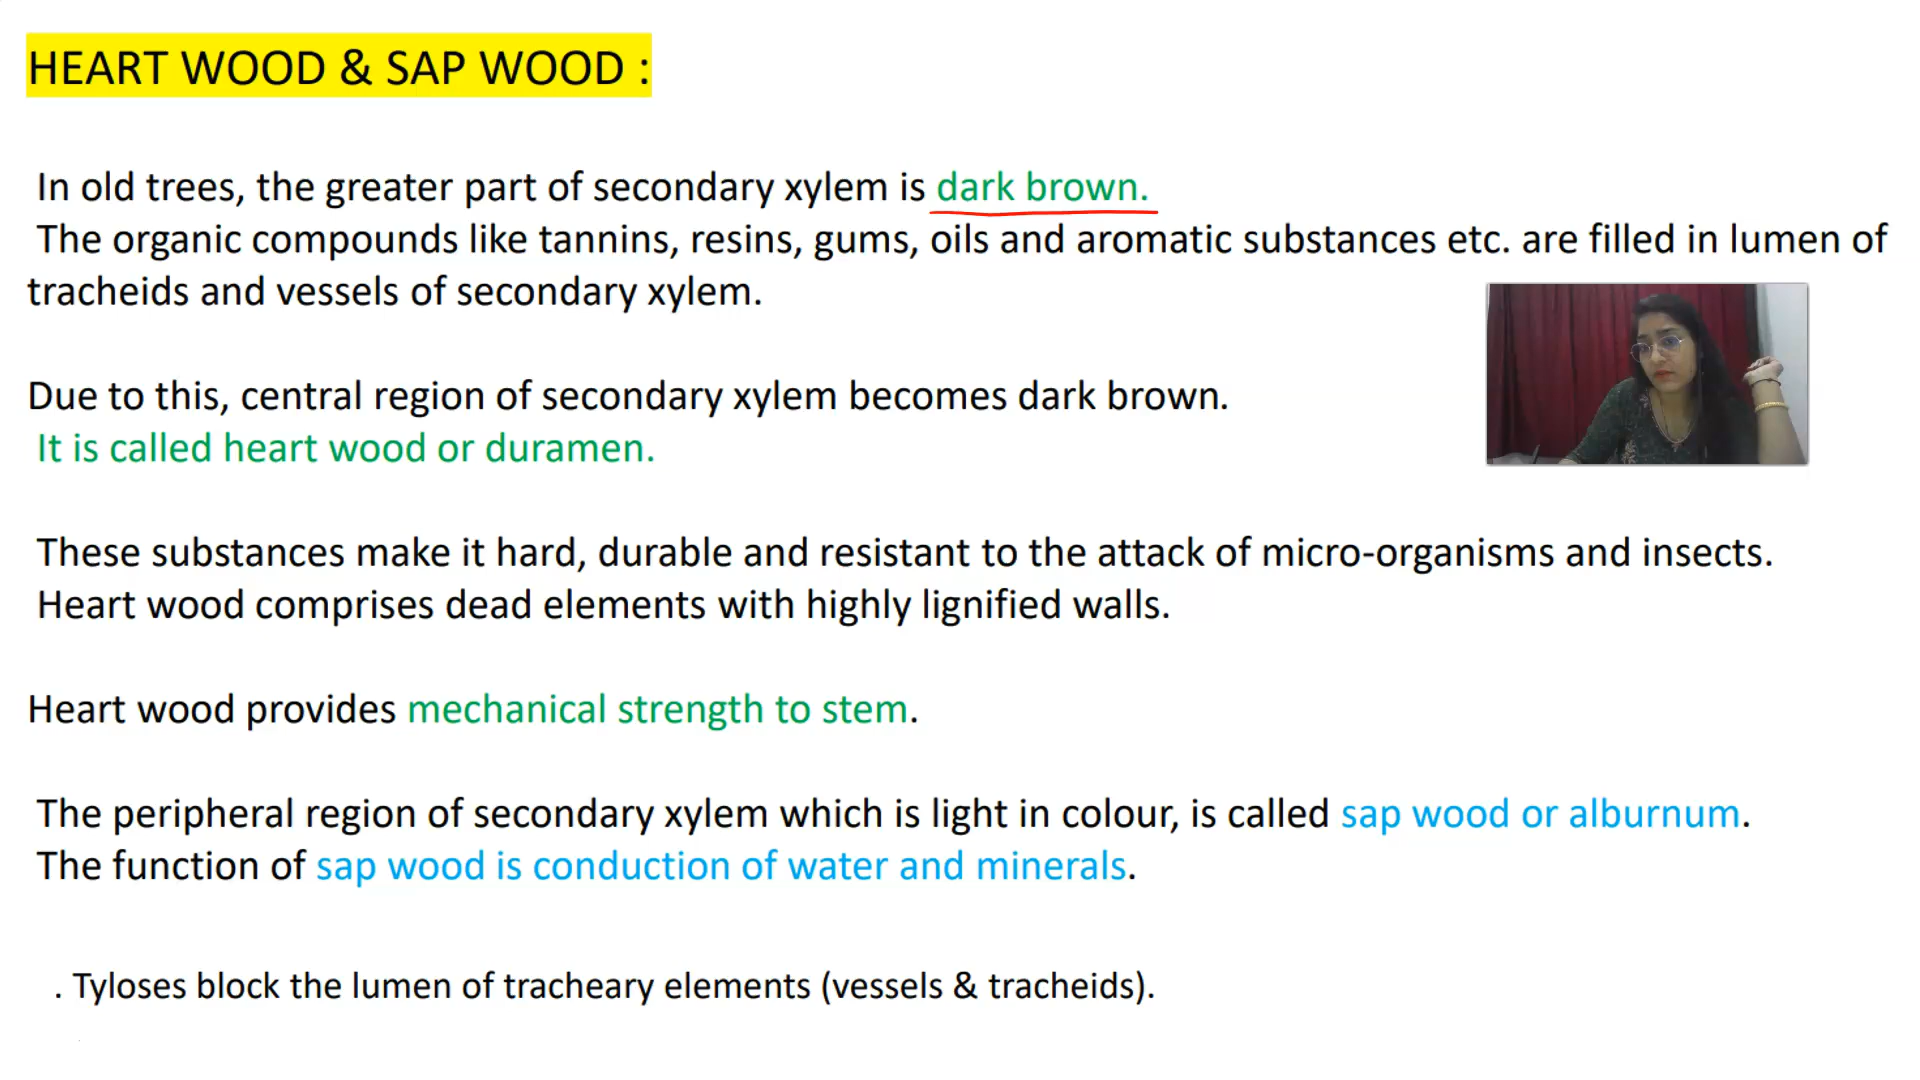 HEART WOOD & SAP WOOD :
In old trees, the greater part of secondary xylem is dark brown.
The organic compounds like tannins, resins, gums, oils and aromatic substances etc. are filled in lumen of
tracheids and vessels of secondary xylem.
Due to this, central region of secondary xylem becomes dark brown.
It is called heart wood or duramen.
These substances make it hard, durable and resistant to the attack of micro-organisms and insects.
Heart wood comprises dead elements with highly lignified walls.
Heart wood provides mechanical strength to stem.
The peripheral region of secondary xylem which is light in colour, is called sap wood or alburnum.
The function of sap wood is conduction of water and minerals.
. Tyloses block the lumen of tracheary elements (vessels & tracheids).